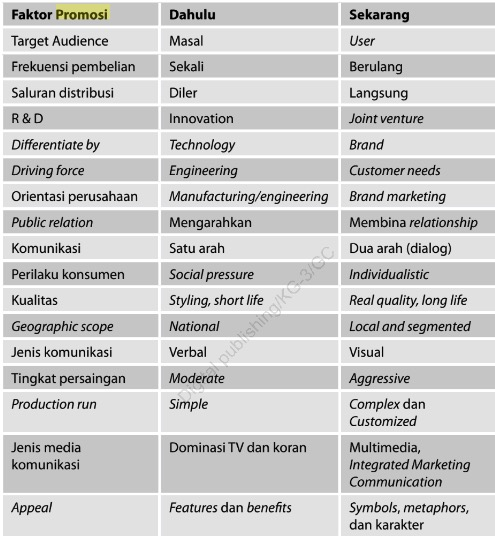 Faktor Promosi Dahulu Sekarang
Target Audience Masal User
Frekuensi pembelian Sekali Berulang
Saluran distribusi Diler Langsung
R & D Innovation Joint venture
Differentiate by Technology Brand
Driving force Engineering Customer needs
Orientasi perusahaan Manufacturing/engineering Brand marketing
Public relation Mengarahkan Membina relationship
Komunikasi Satu arah Dua arah (dialog)
Perilaku konsumen Social pressure Individualistic
Kualitas Styling, short life Real quality, long life
Geographic scope National Local and segmented
Jenis komunikasi Verbal Visual
Tingkat persaingan Moderate Aggressive
Production run Simple Complex dan
Customized
Jenis media Dominasi TV dan koran Multimedia,
komunikasi Integrated Marketing
Communication
Appeal Features dan benefits Symbols, metaphors,
dan karakter
Digital publishing/KG-3/GC